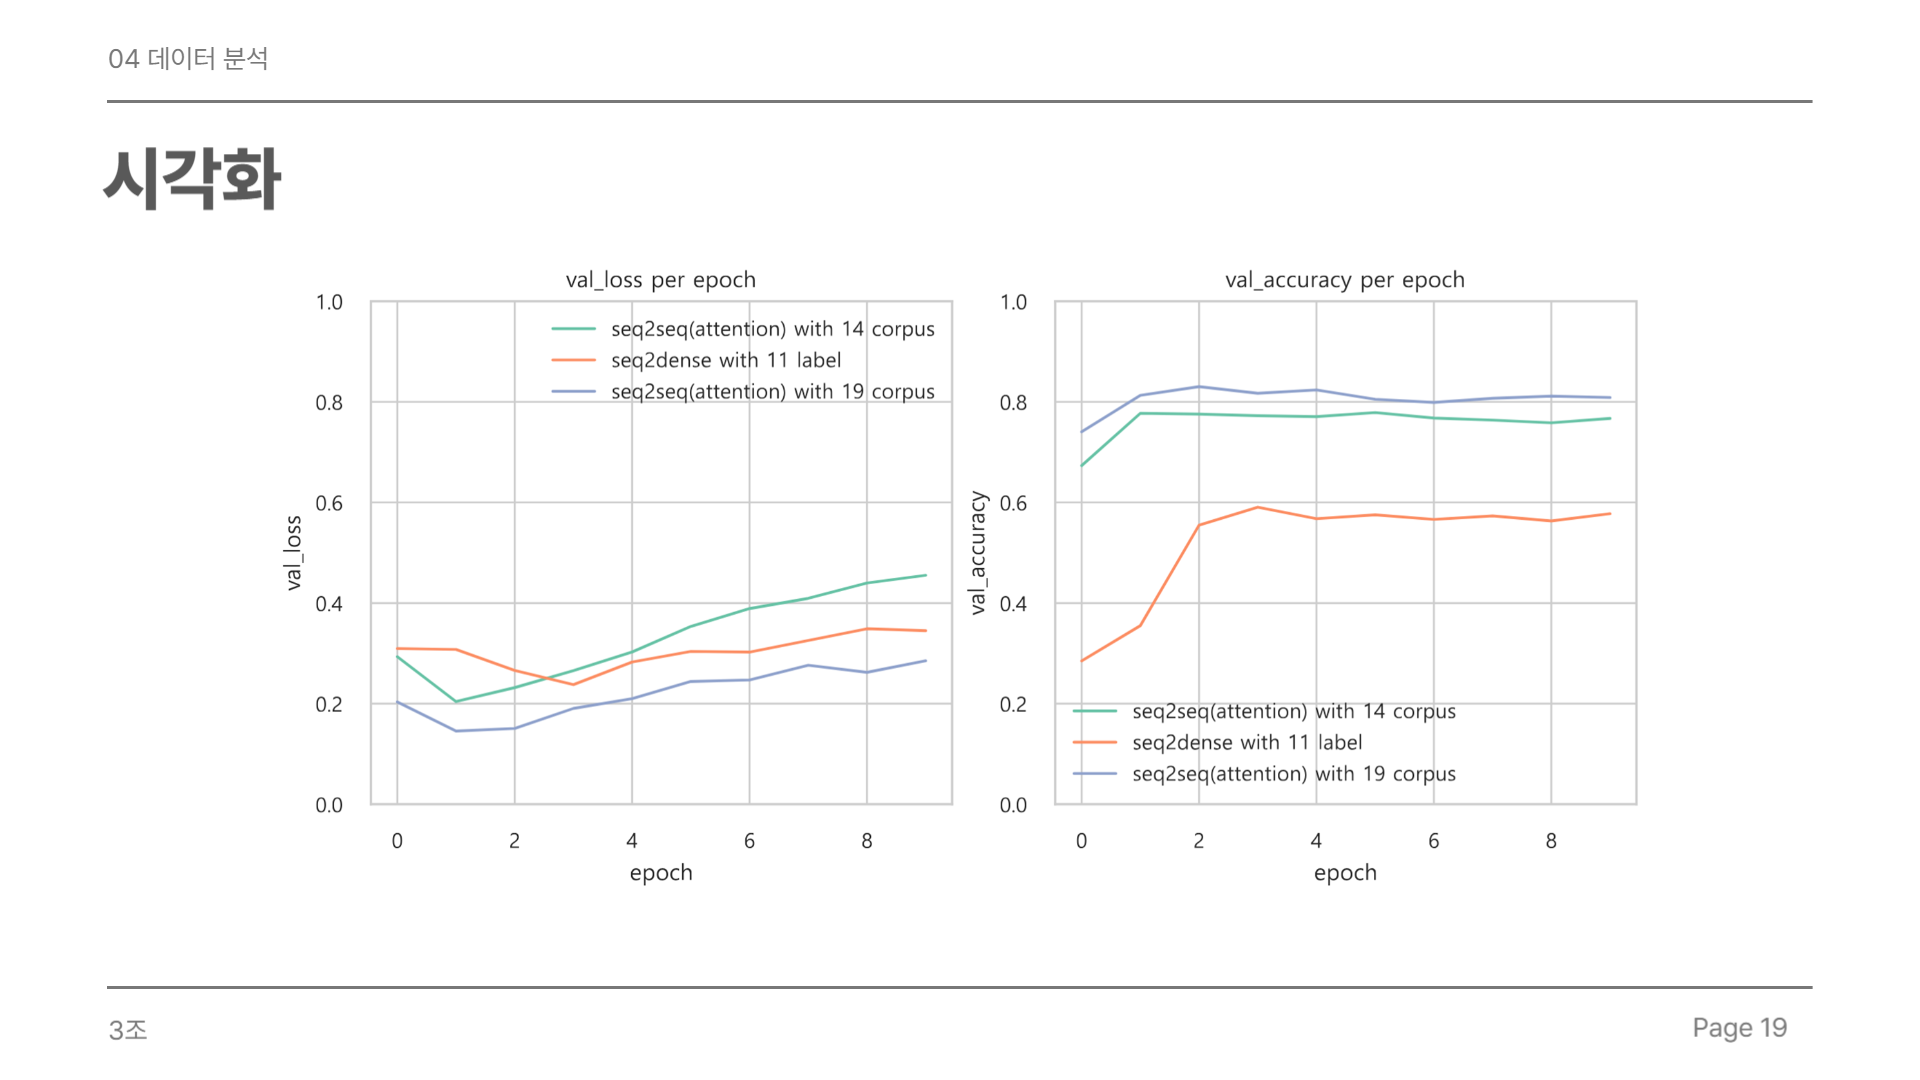 04 데이터 분석
시각화
val_loss per epoch
1.0
0.8
0.6
0.4
0.2
0.0
val_loss
seq2seq(attention) with 14 corpus
seq2dense with 11 label
seq2seq(attention) with 19 corpus
0 2 4 6 8
epoch
val_accuracy per epoch
1.0
0.8
0.6
0.4
0.2
0.0
val_accuracy
seq2seq(attention) with 14 corpus
seq2dense with 11 label
seq2seq(attention) with 19 corpus
0 2 4 6 8
epoch
3조
Page 19